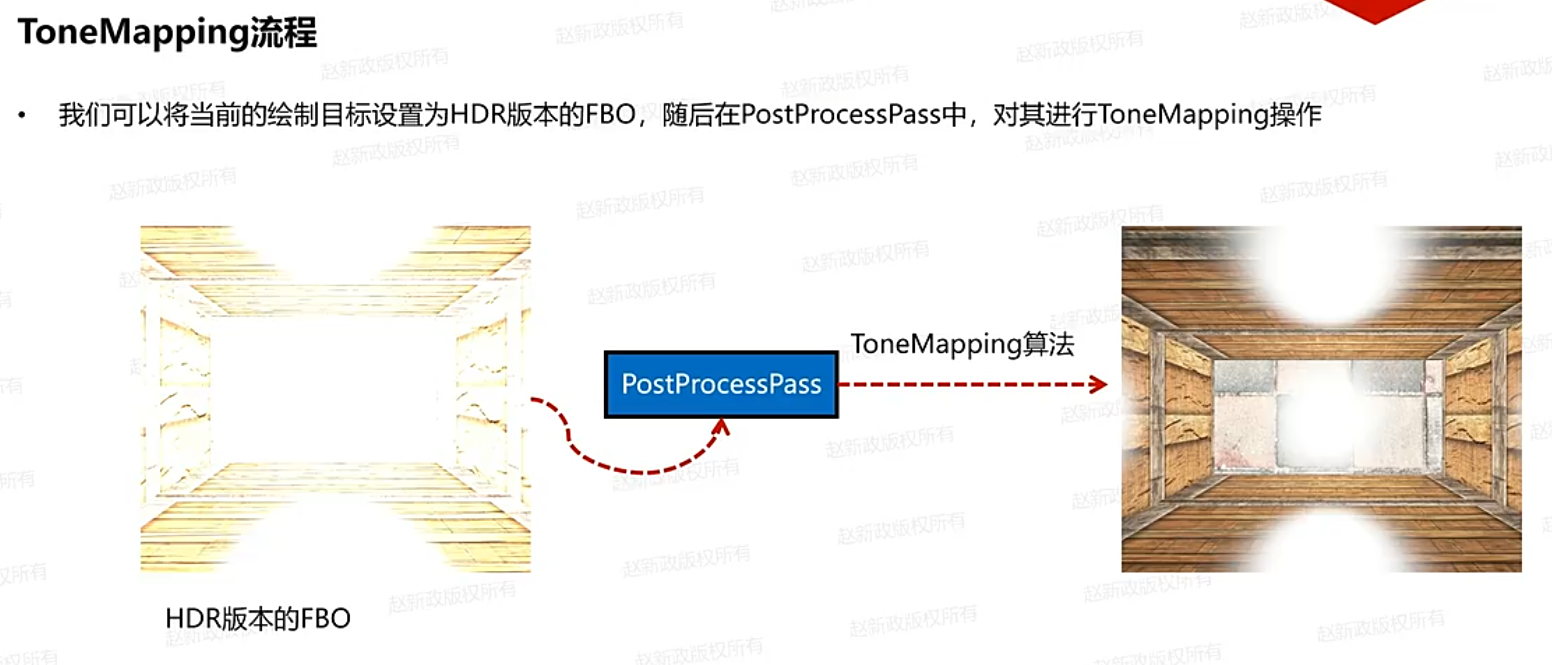 ToneMapping流程
• 我们可以将当前的绘制目标设置为HDR版本的FBO，随后在PostProcessPass中，对其进行ToneMapping操作
ToneMapping算法
PostProcessPass
HDR版本的FBO
赵新政版权所有